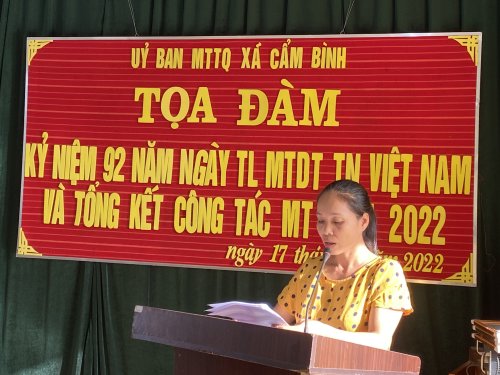 UỶ BAN MTTQ XÃ CẨM BÌNH
TỌA ĐÀM
KỶ NIỆM 92 NĂM NGÀY TL MTDT TN VIỆT NAM
VÀ TỔNG KẾT CÔNG TÁC MT 2022
ngày 17 2022